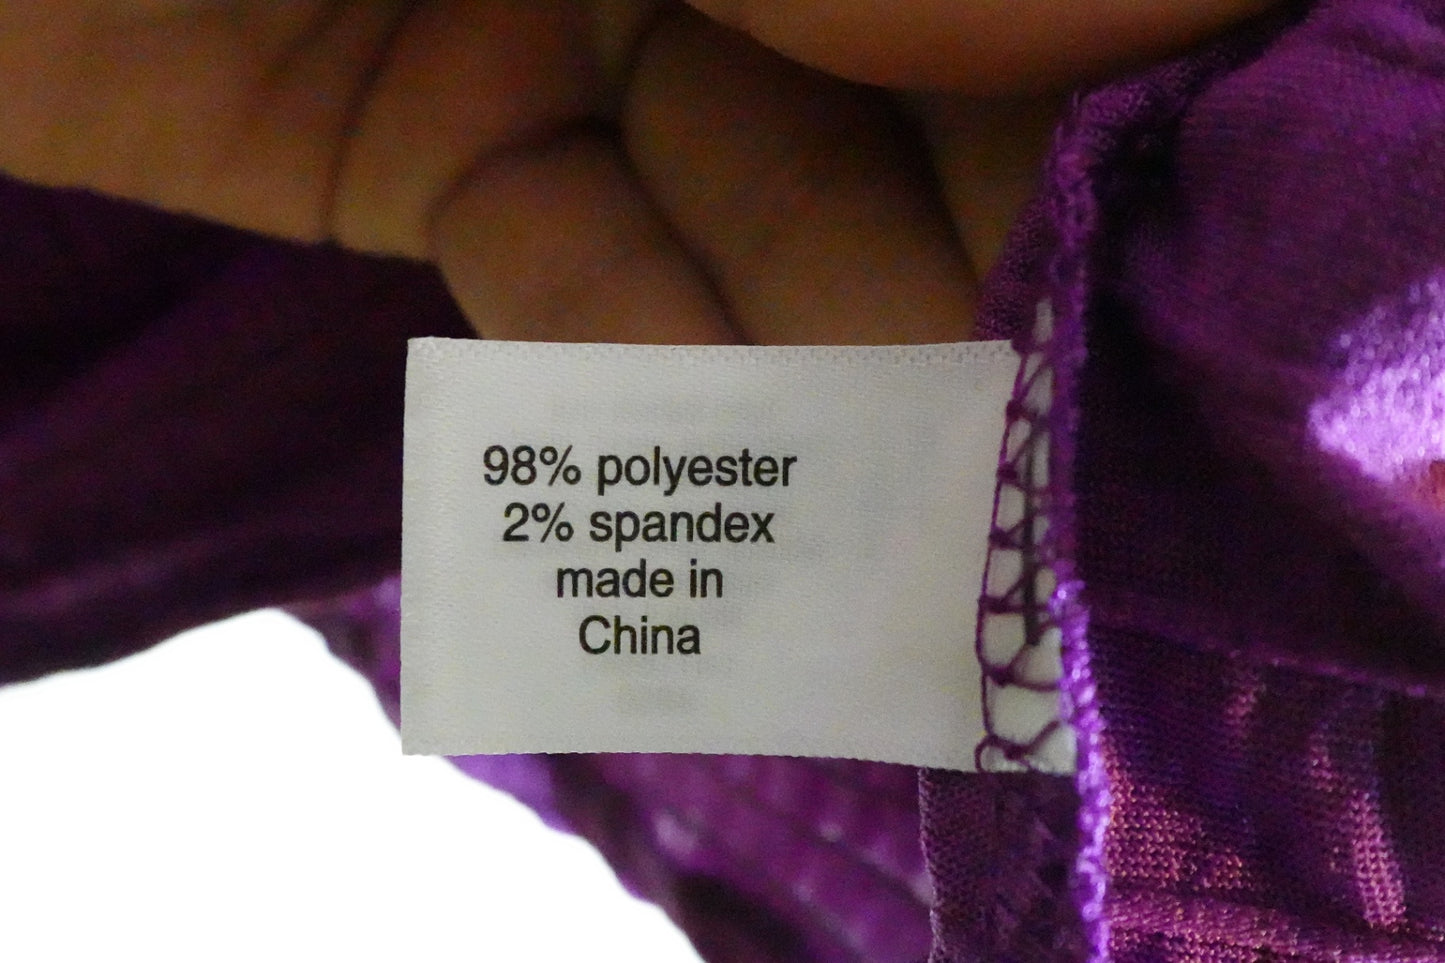 98% polyester
2% spandex
made in
China